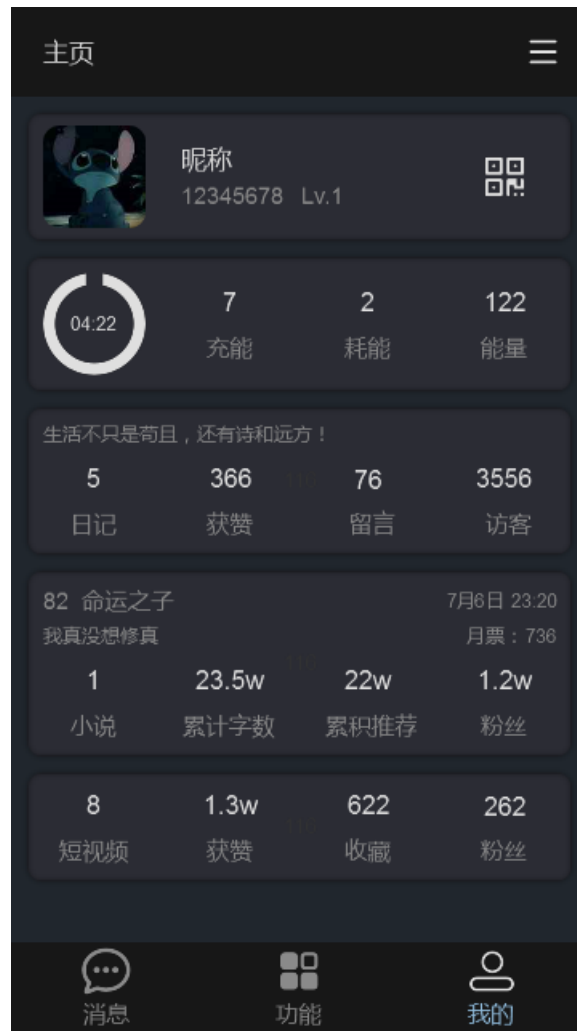 主页
昵称
12345678 Lv.1
04:22
7 2 122
充能 耗能 能量
生活不只是苟且，还有诗和远方！
5 366 76 3556
日记 获赞 留言 访客
82 命运之子 7月6日 23:20
我真没想修真 月票：736
1 23.5w 22w 1.2w
小说 累计字数 累积推荐 粉丝
8 1.3w 622 262
短视频 获赞 收藏 粉丝
消息 功能 我的